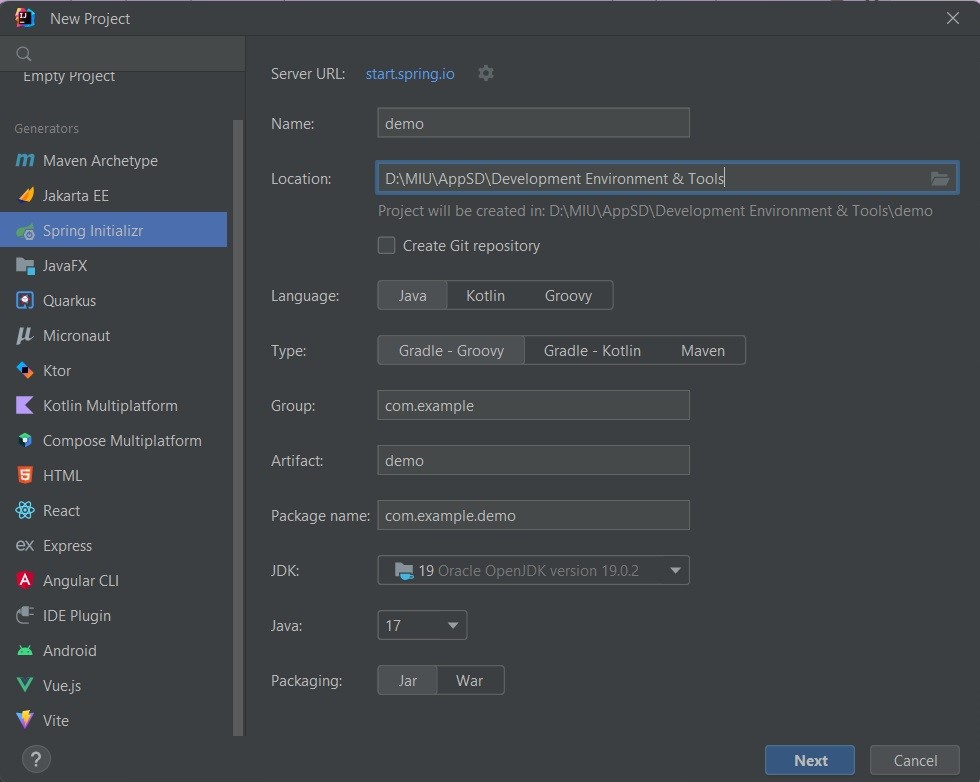 New Project
Empty Project
Generators
Maven Archetype
Jakarta EE
Spring Initializr
JavaFX
Quarkus
Micronaut
Ktor
Kotlin Multiplatform
Compose Multiplatform
HTML
React
Express
Angular CLI
IDE Plugin
Android
Vue.js
Vite
Server URL: start.spring.io
Name: demo
Location: D:\MIU\AppSD\Development Environment & Tools
Project will be created in: D:\MIU\AppSD\Development Environment & Tools\demo
Create Git repository
Language: Java Kotlin Groovy
Type: Gradle - Groovy Gradle - Kotlin Maven
Group: com.example
Artifact: demo
Package name: com.example.demo
JDK: 19 Oracle OpenJDK version 19.0.2
Java: 17
Packaging: Jar War
? Next Cancel